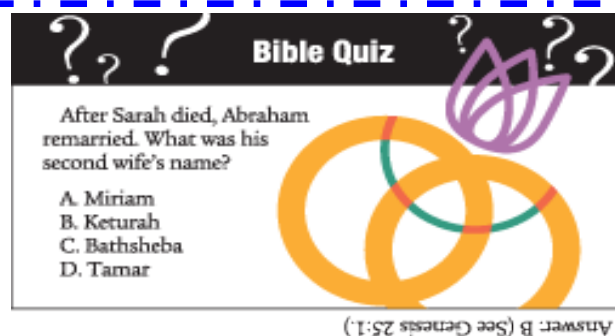 Bible Quiz
After Sarah died, Abraham
remarried. What was his
second wife's name?
A. Miriam
B. Keturah
C. Bathsheba
D. Tamar
Answer: B (See Genesis 25:1.)